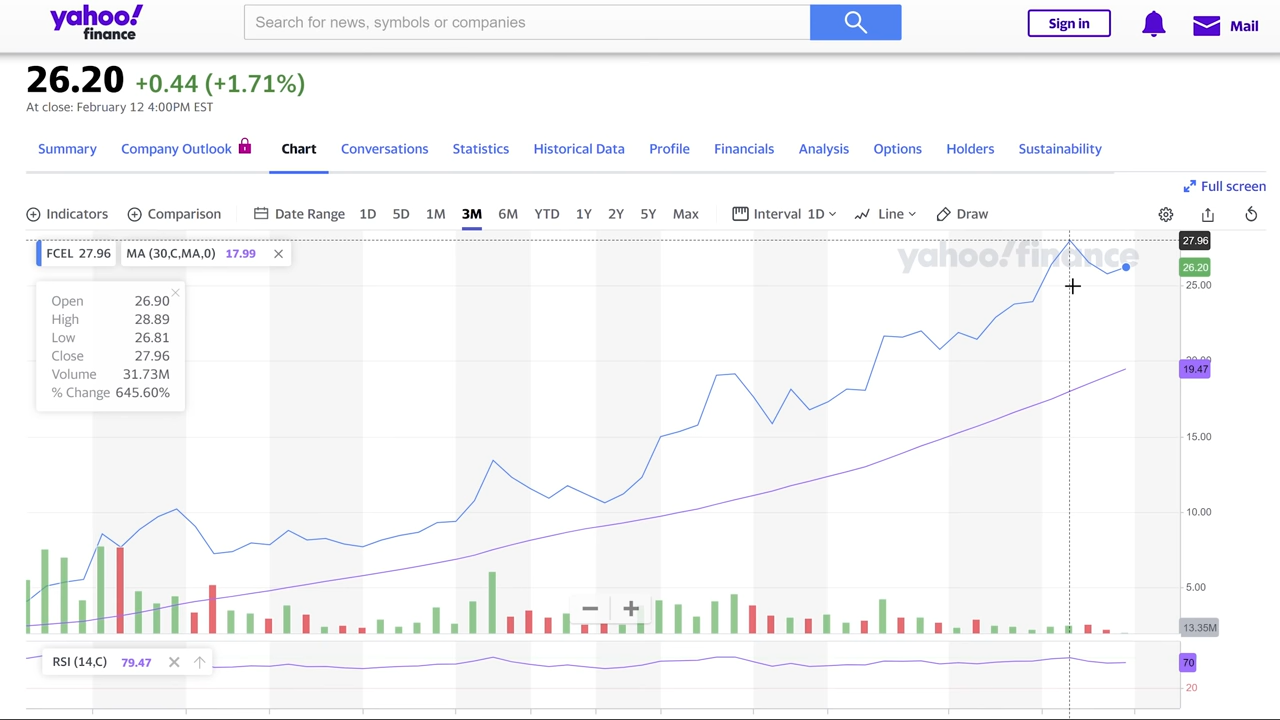 yahoo!
finance
Search for news, symbols or companies
Sign in
Mail
26.20 +0.44 (+1.71%)
At close: February 12 4:00PM EST
Summary Company Outlook Chart Conversations Statistics Historical Data Profile Financials Analysis Options Holders Sustainability
Full screen
Indicators Comparison Date Range 1D 5D 1M 3M 6M YTD 1Y 2Y 5Y Max Interval 1D Line Draw
FCEL 27.96 MA (30,C,MA,0) 17.99
yahoo!finance
27.96
26.20
25.00
20.00
19.47
15.00
10.00
5.00
13.35M
Open 26.90
High 28.89
Low 26.81
Close 27.96
Volume 31.73M
% Change 645.60%
RSI (14,C) 79.47
70
20